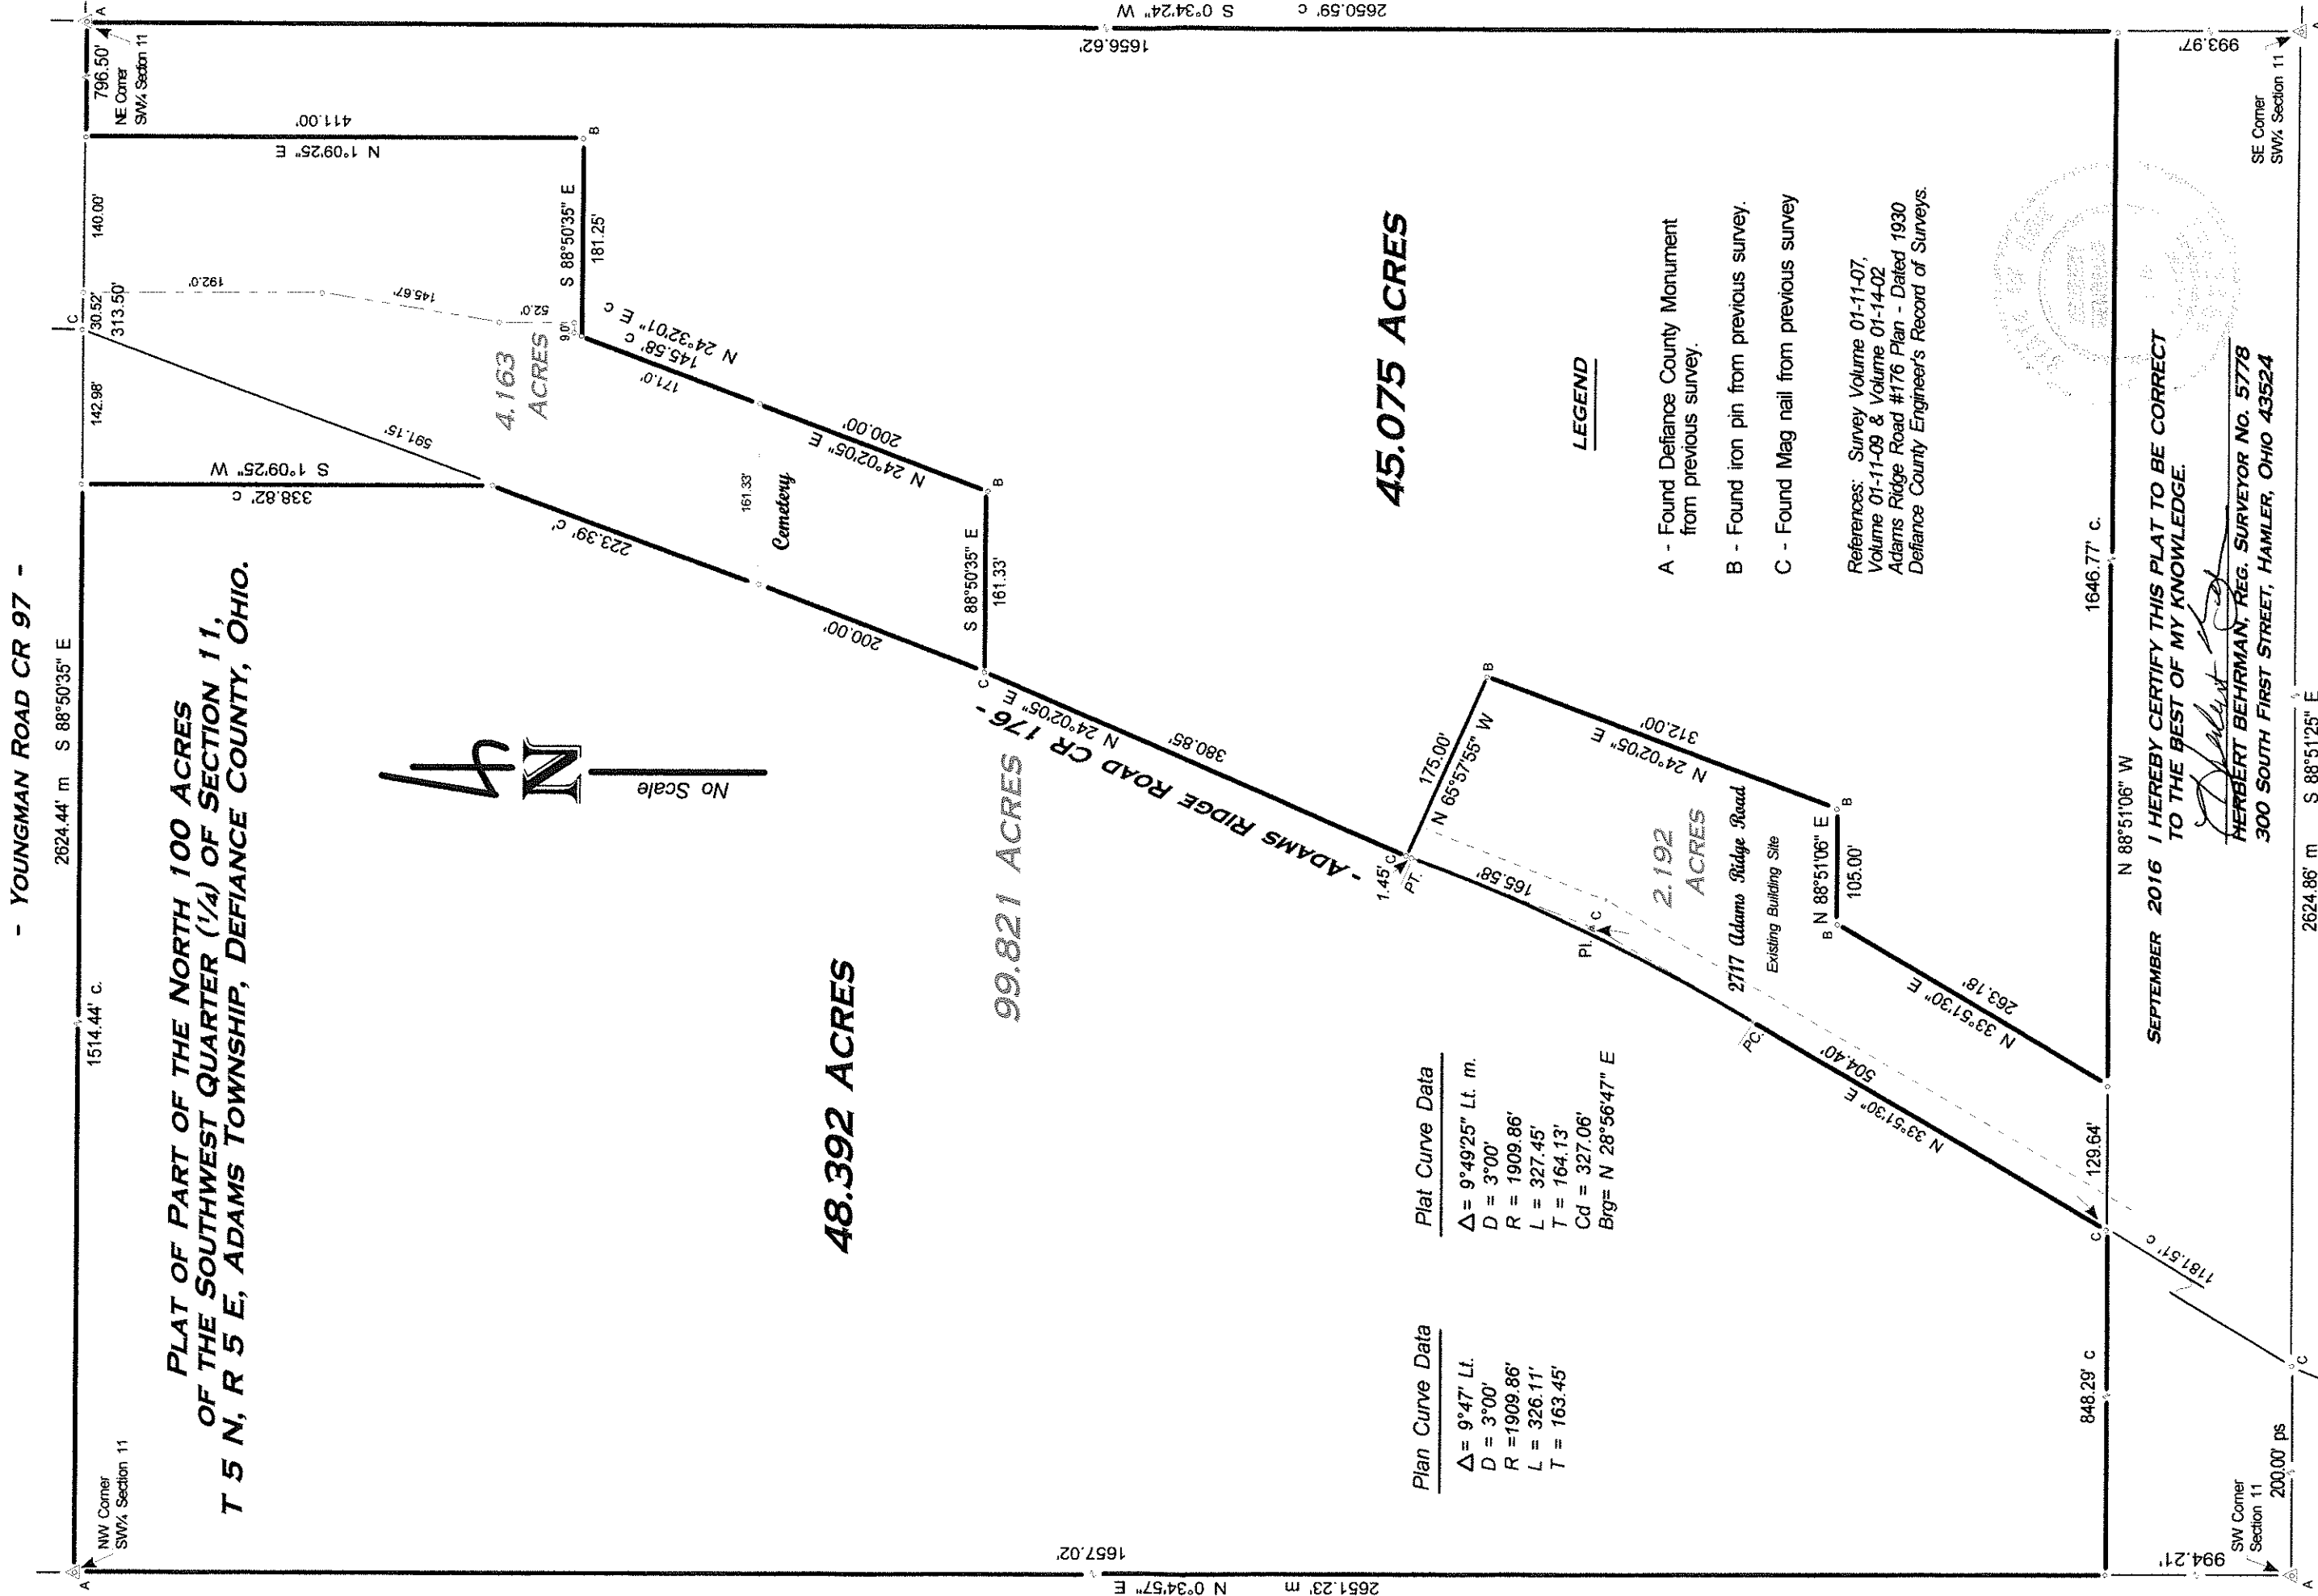 - YOUNGMAN ROAD CR 97 -
2624.44' m S 88°50'35" E
1514.44' c.
142.98'
C
30.52'
313.50'
140.00'
796.50'
A
A
NW Corner
SW¼ Section 11
NE Corner
SW¼ Section 11
PLAT OF PART OF THE NORTH 100 ACRES
OF THE SOUTHWEST QUARTER (¼) OF SECTION 11,
T 5 N, R 5 E, ADAMS TOWNSHIP, DEFIANCE COUNTY, OHIO.
S 1°09'25" W
338.82' c
591.15'
192.0'
145.67'
52.0'
9.0'
N 1°09'25" E
411.00'
B
S 88°50'35" E
181.25'
4.163
ACRES
N 24°32'01" E c
145.58' c
171.0'
223.39' c'
161.33'
Cemetery
N 24°02'05" E
200.00'
200.00'
B
S 88°50'35" E
161.33'
C
N
No Scale
S 0°34'24" W
2650.59' c
1656.62'
48.392 ACRES
99.821 ACRES
- ADAMS RIDGE ROAD CR 176 -
N 24°02'05" E
380.85'
45.075 ACRES
LEGEND
A - Found Defiance County Monument
from previous survey.
B - Found iron pin from previous survey.
C - Found Mag nail from previous survey
References: Survey Volume 01-11-07,
Volume 01-11-09 & Volume 01-14-02
Adams Ridge Road #176 Plan - Dated 1930
Defiance County Engineer's Record of Surveys.
1.45'
PT.
C
175.00'
N 65°57'55" W
B
165.58'
PI.
C
N 24°02'05" E
312.00'
2.192
ACRES
2717 Adams Ridge Road
Existing Building Site
B
B
N 88°51'06" E
105.00'
PC.
504.40'
N 33°51'30" E
N 33°51'30" E
263.18'
Plan Curve Data
Δ = 9°47' Lt.
D = 3°00'
R =1909.86'
L = 326.11'
T = 163.45'
Plat Curve Data
Δ = 9°49'25" Lt. m.
D = 3°00'
R = 1909.86'
L = 327.45'
T = 164.13'
Cd = 327.06'
Brg= N 28°56'47" E
1657.02'
N 0°34'57" E
2651.23' m
848.29' c
C
129.64'
1646.77' c.
N 88°51'06" W
1181.51' c
994.21'
993.97'
SEPTEMBER 2016 I HEREBY CERTIFY THIS PLAT TO BE CORRECT
TO THE BEST OF MY KNOWLEDGE.
HERBERT BEHRMAN, REG. SURVEYOR NO. 5778
300 SOUTH FIRST STREET, HAMLER, OHIO 43524
SW Corner
Section 11
200.00' ps
SE Corner
SW¼ Section 11
A
C
A
2624.86' m S 88°51'25" E